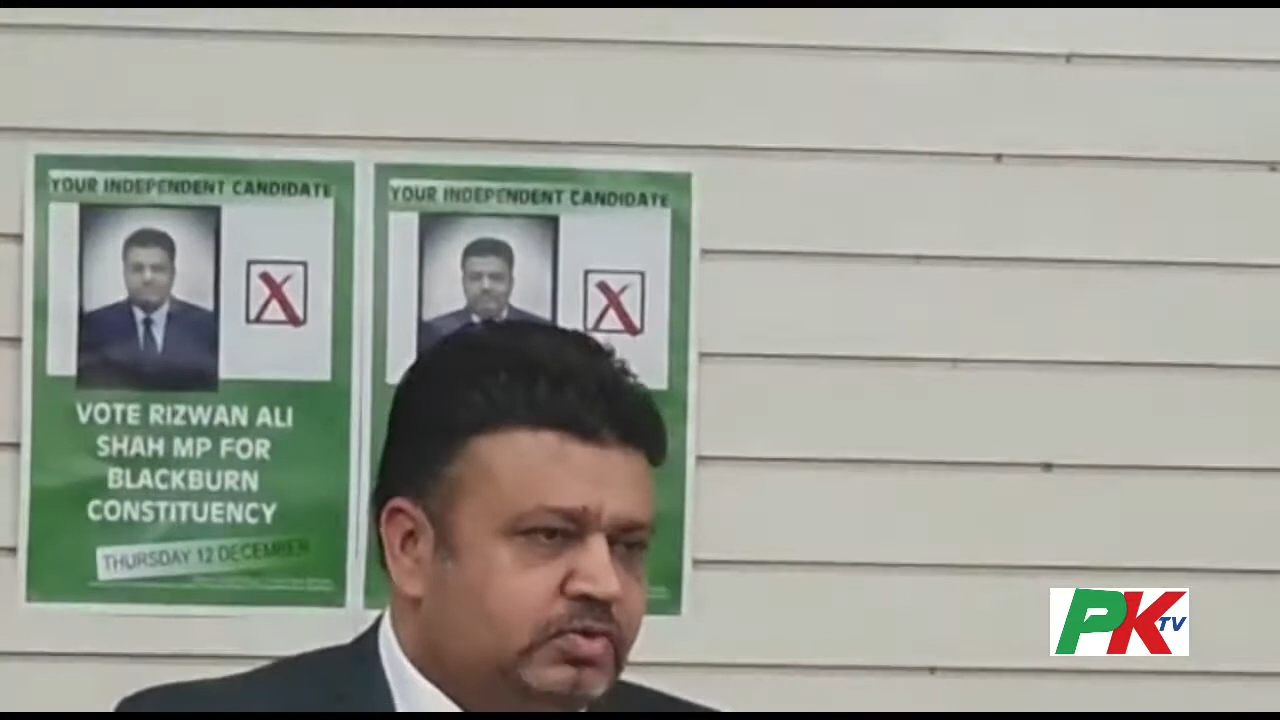 YOUR INDEPENDENT CANDIDATE
X
VOTE RIZWAN ALI
SHAH MP FOR
BLACKBURN
CONSTITUENCY
THURSDAY 12 DECEMBER
YOUR INDEPENDENT CANDIDATE
X
PK TV